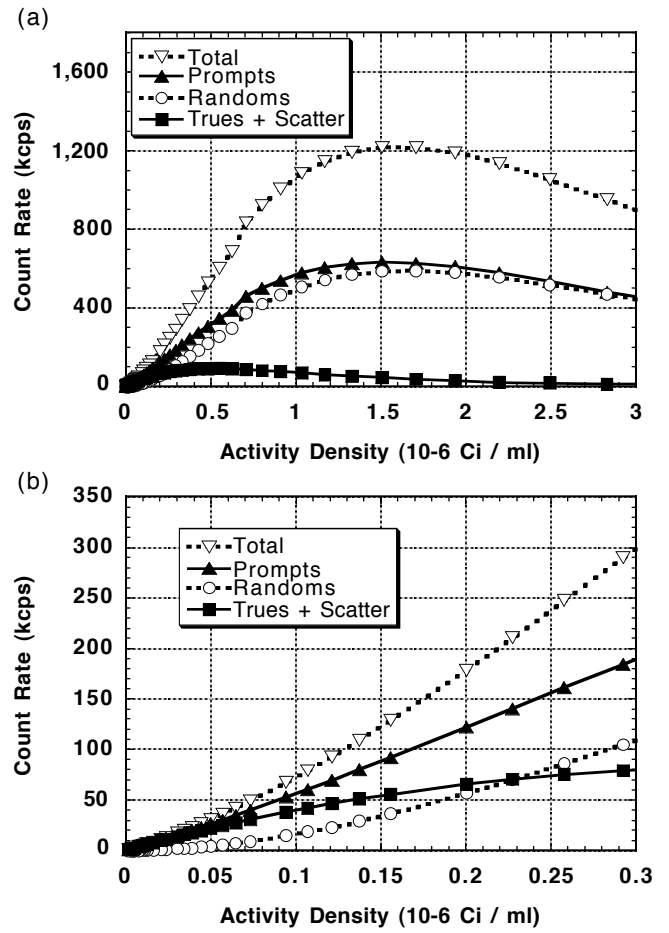 (a)
1,600
1,200
800
400
0
Count Rate (kcps)
Total
Prompts
Randoms
Trues + Scatter
0 0.5 1 1.5 2 2.5 3
Activity Density (10-6 Ci / ml)
(b)
350
300
250
200
150
100
50
0
Count Rate (kcps)
Total
Prompts
Randoms
Trues + Scatter
0 0.05 0.1 0.15 0.2 0.25 0.3
Activity Density (10-6 Ci / ml)